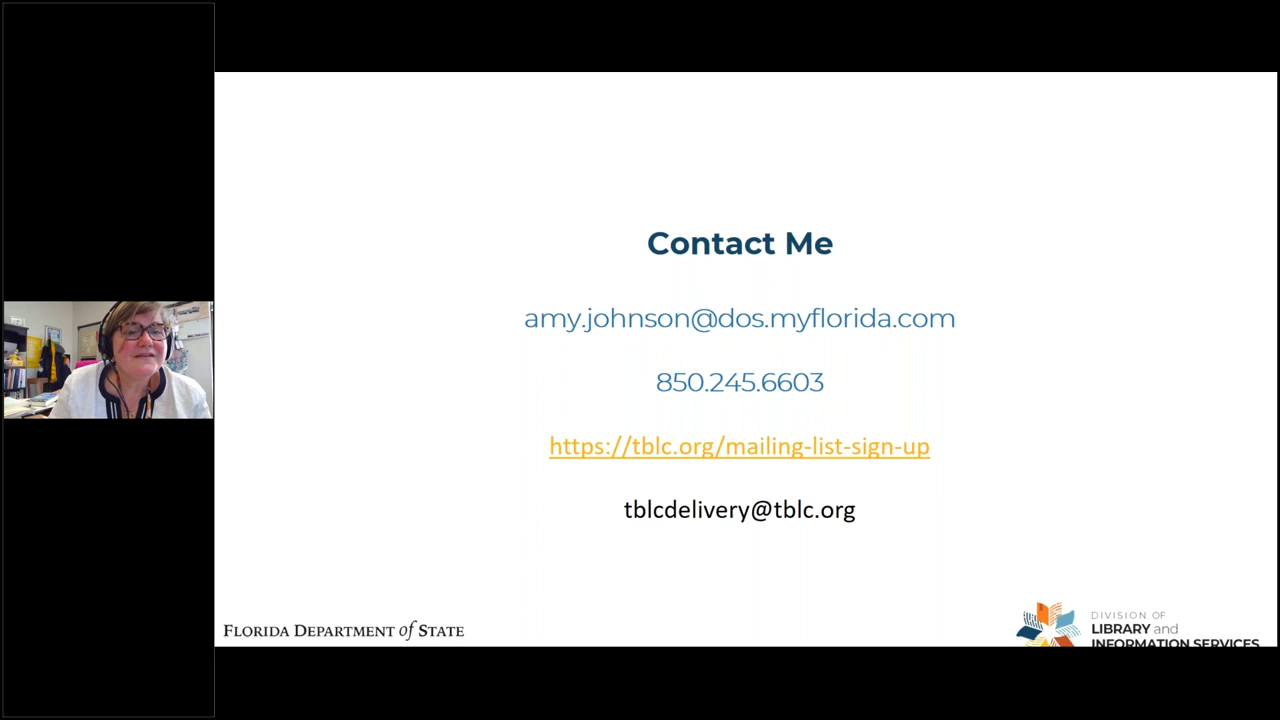 Contact Me
amy.johnson@dos.myflorida.com
850.245.6603
https://tblc.org/mailing-list-sign-up
tblcdelivery@tblc.org
FLORIDA DEPARTMENT of STATE
DIVISION OF
LIBRARY and
INFORMATION SERVICES